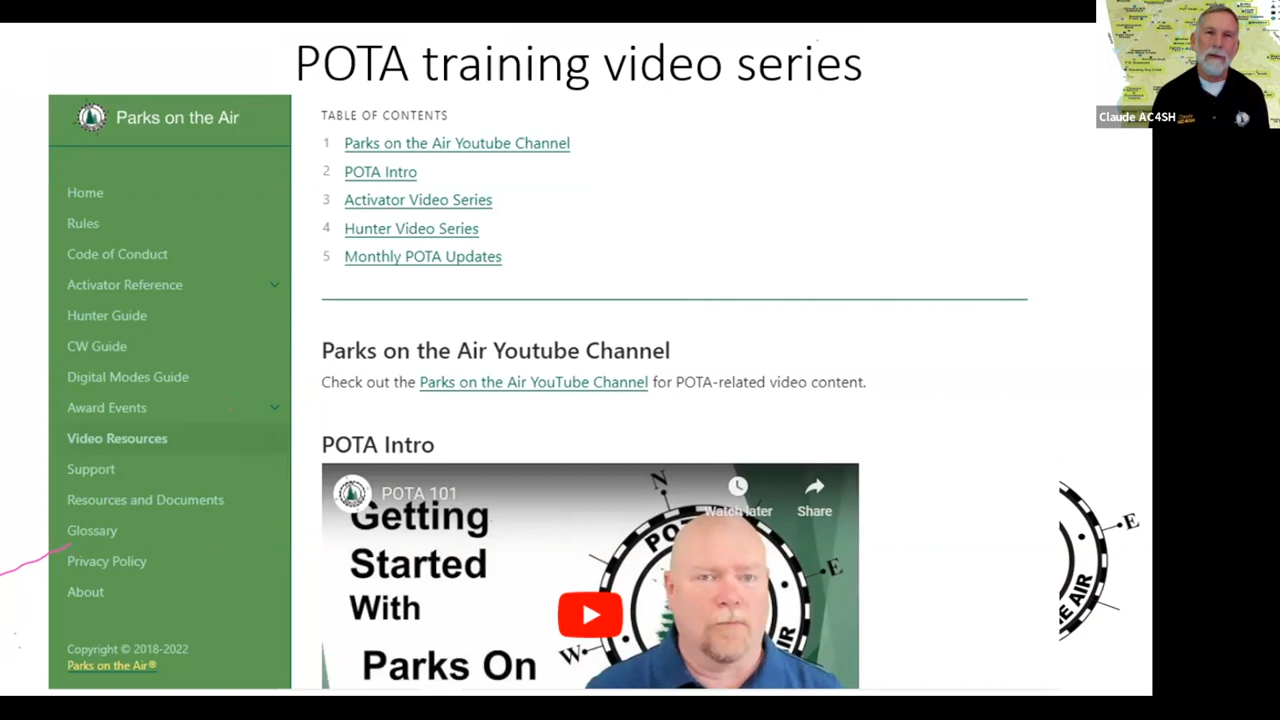 POTA training video series
Claude AC4SH
Parks on the Air
Home
Rules
Code of Conduct
Activator Reference
Hunter Guide
CW Guide
Digital Modes Guide
Award Events
Video Resources
Support
Resources and Documents
Glossary
Privacy Policy
About
Copyright © 2018-2022
Parks on the Air®
TABLE OF CONTENTS
1 Parks on the Air Youtube Channel
2 POTA Intro
3 Activator Video Series
4 Hunter Video Series
5 Monthly POTA Updates
Parks on the Air Youtube Channel
Check out the Parks on the Air YouTube Channel for POTA-related video content.
POTA Intro
POTA 101
Watch later
Share
Getting
Started
With
Parks On
N
E
W
E